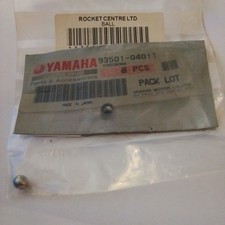 ROCKET CENTRE LTD
BALL
YAMAHA
93501-04011
8 PCS.
PACK LOT
MADE IN JAPAN